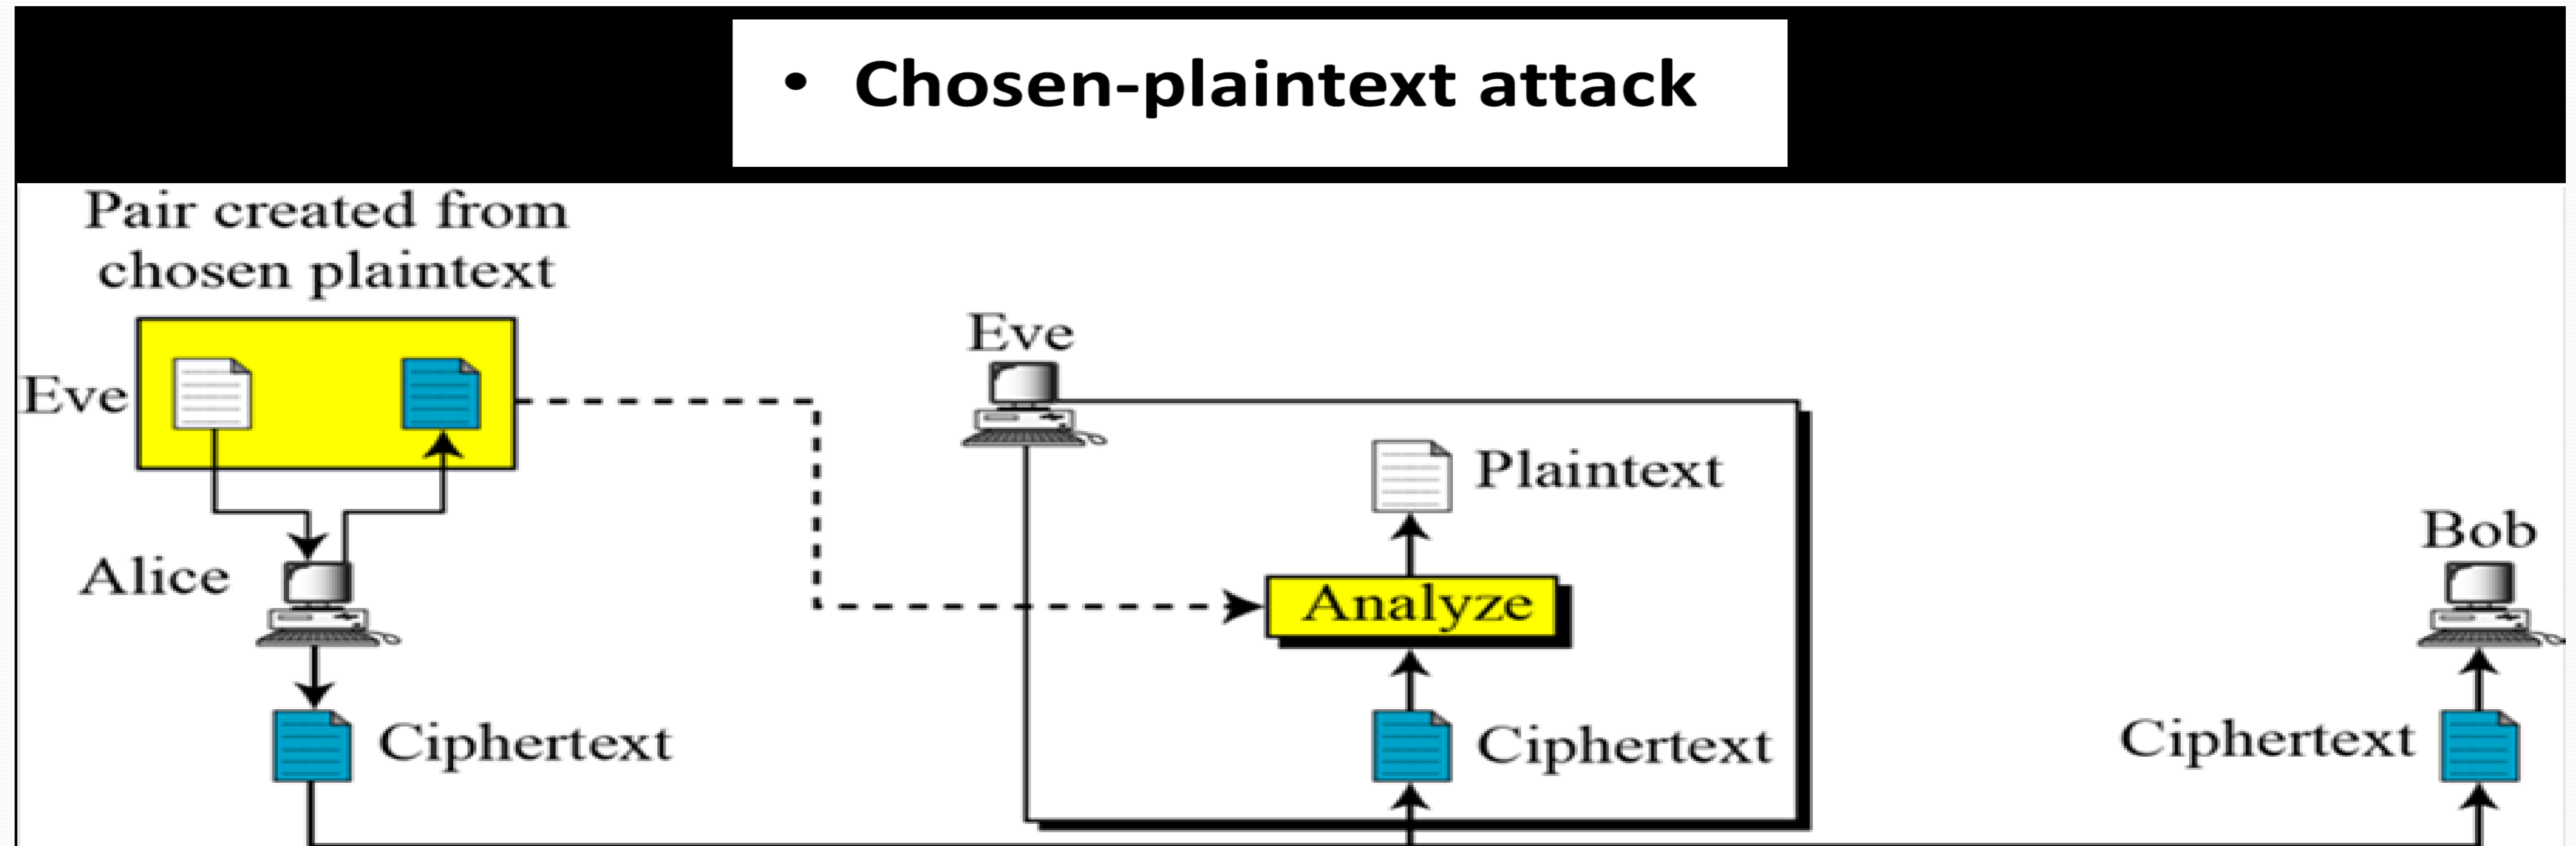 • Chosen-plaintext attack
Pair created from
chosen plaintext
Eve
Eve
Plaintext
Bob
Alice
Analyze
Ciphertext
Ciphertext
Ciphertext